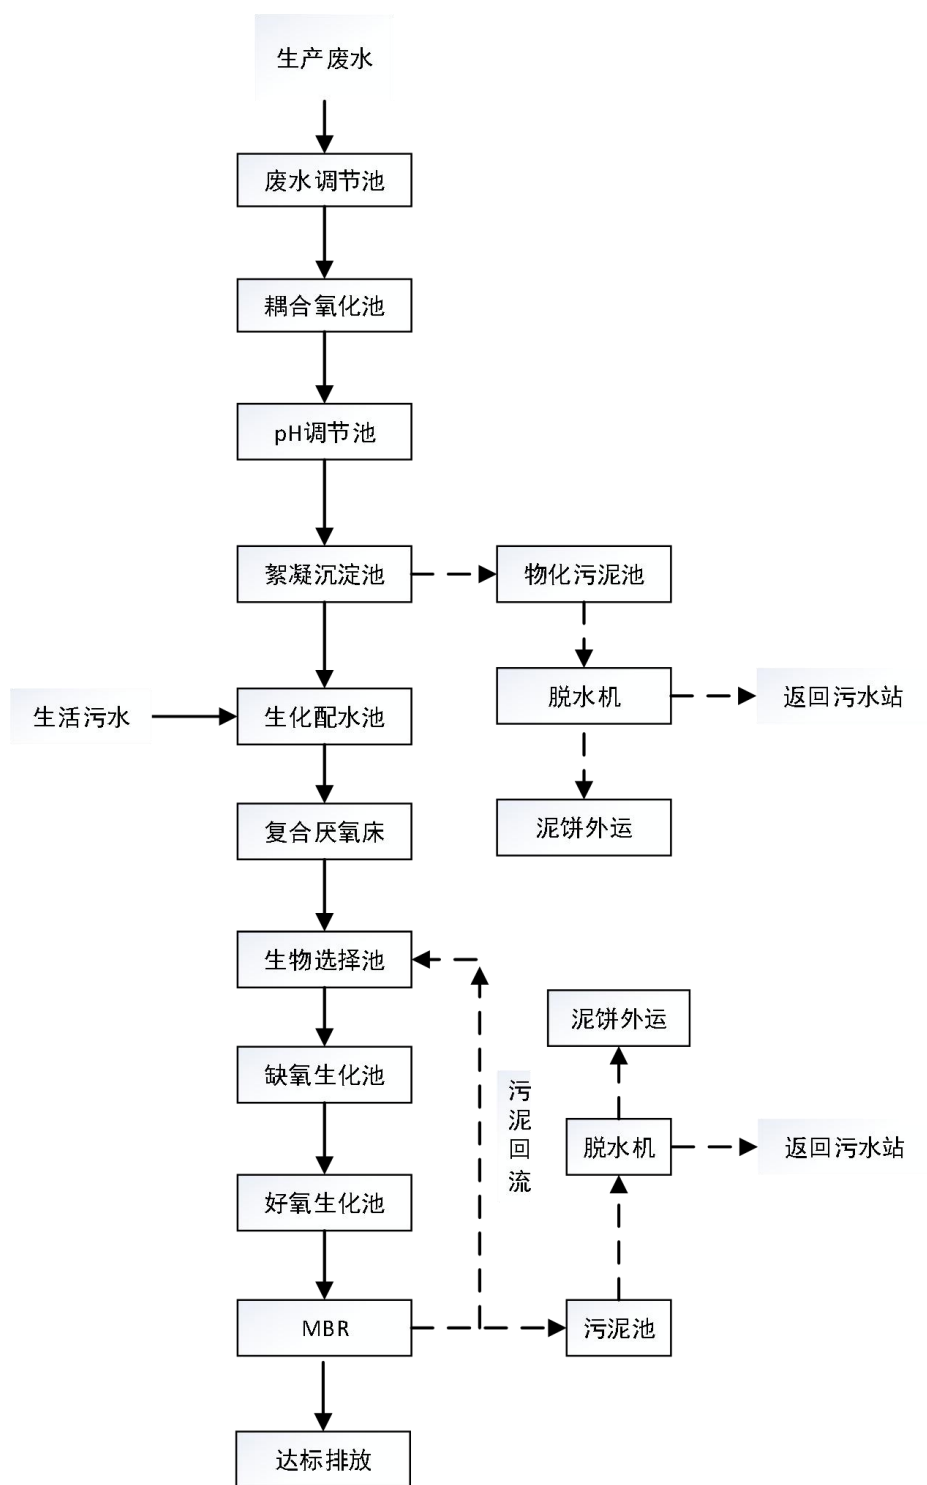 生产废水
废水调节池
耦合氧化池
pH调节池
絮凝沉淀池
物化污泥池
脱水机
返回污水站
生活污水
生化配水池
泥饼外运
复合厌氧床
生物选择池
泥饼外运
缺氧生化池
污泥回流
脱水机
返回污水站
好氧生化池
MBR
污泥池
达标排放